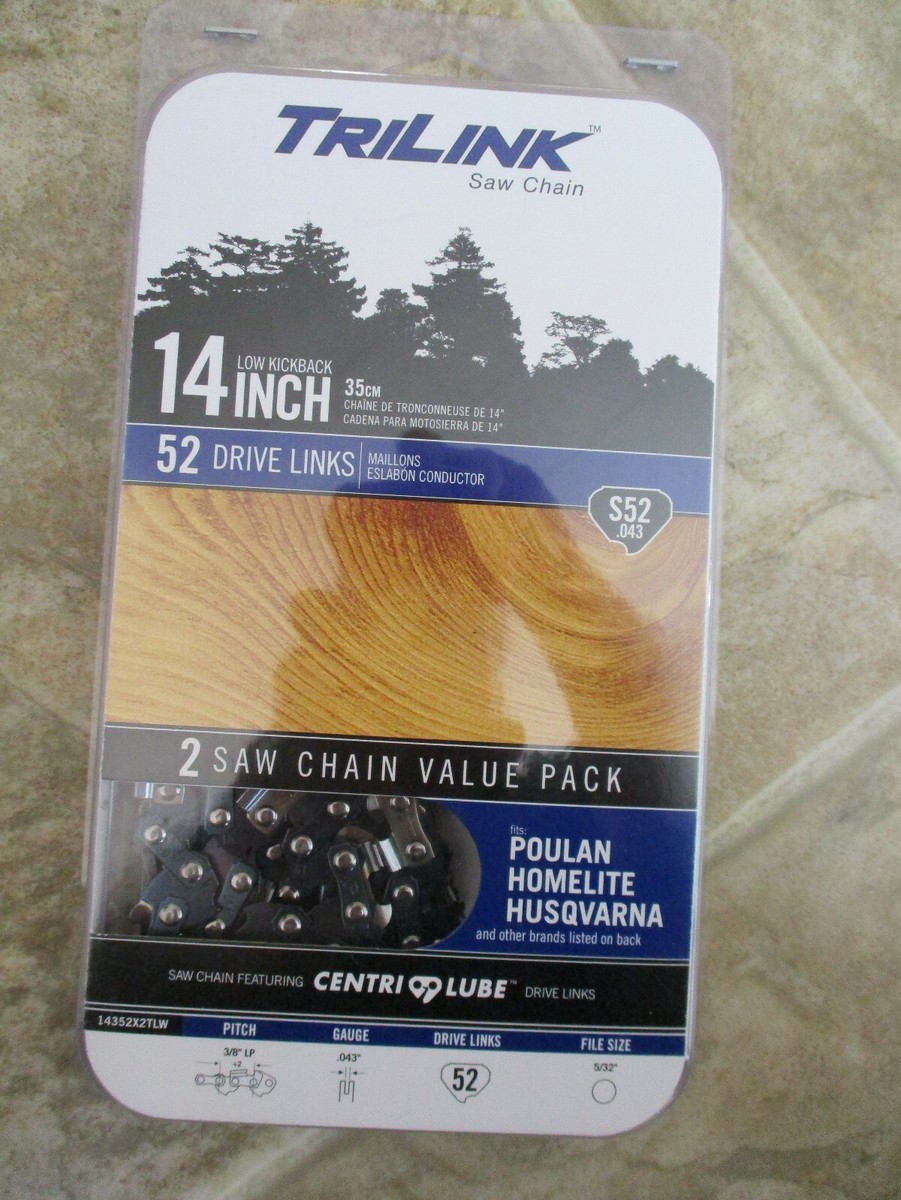 TRILINK™
Saw Chain
14 INCH
LOW KICKBACK
35CM
CHAÎNE DE TRONCONNEUSE DE 14"
CADENA PARA MOTOSIERRA DE 14"
52 DRIVE LINKS
MAILLONS
ESLABÓN CONDUCTOR
S52
.043
2 SAW CHAIN VALUE PACK
fits:
POULAN
HOMELITE
HUSQVARNA
and other brands listed on back
SAW CHAIN FEATURING CENTRI LUBE™ DRIVE LINKS
14352X2TLW
PITCH GAUGE DRIVE LINKS FILE SIZE
3/8" LP .043" 52 5/32"
÷2